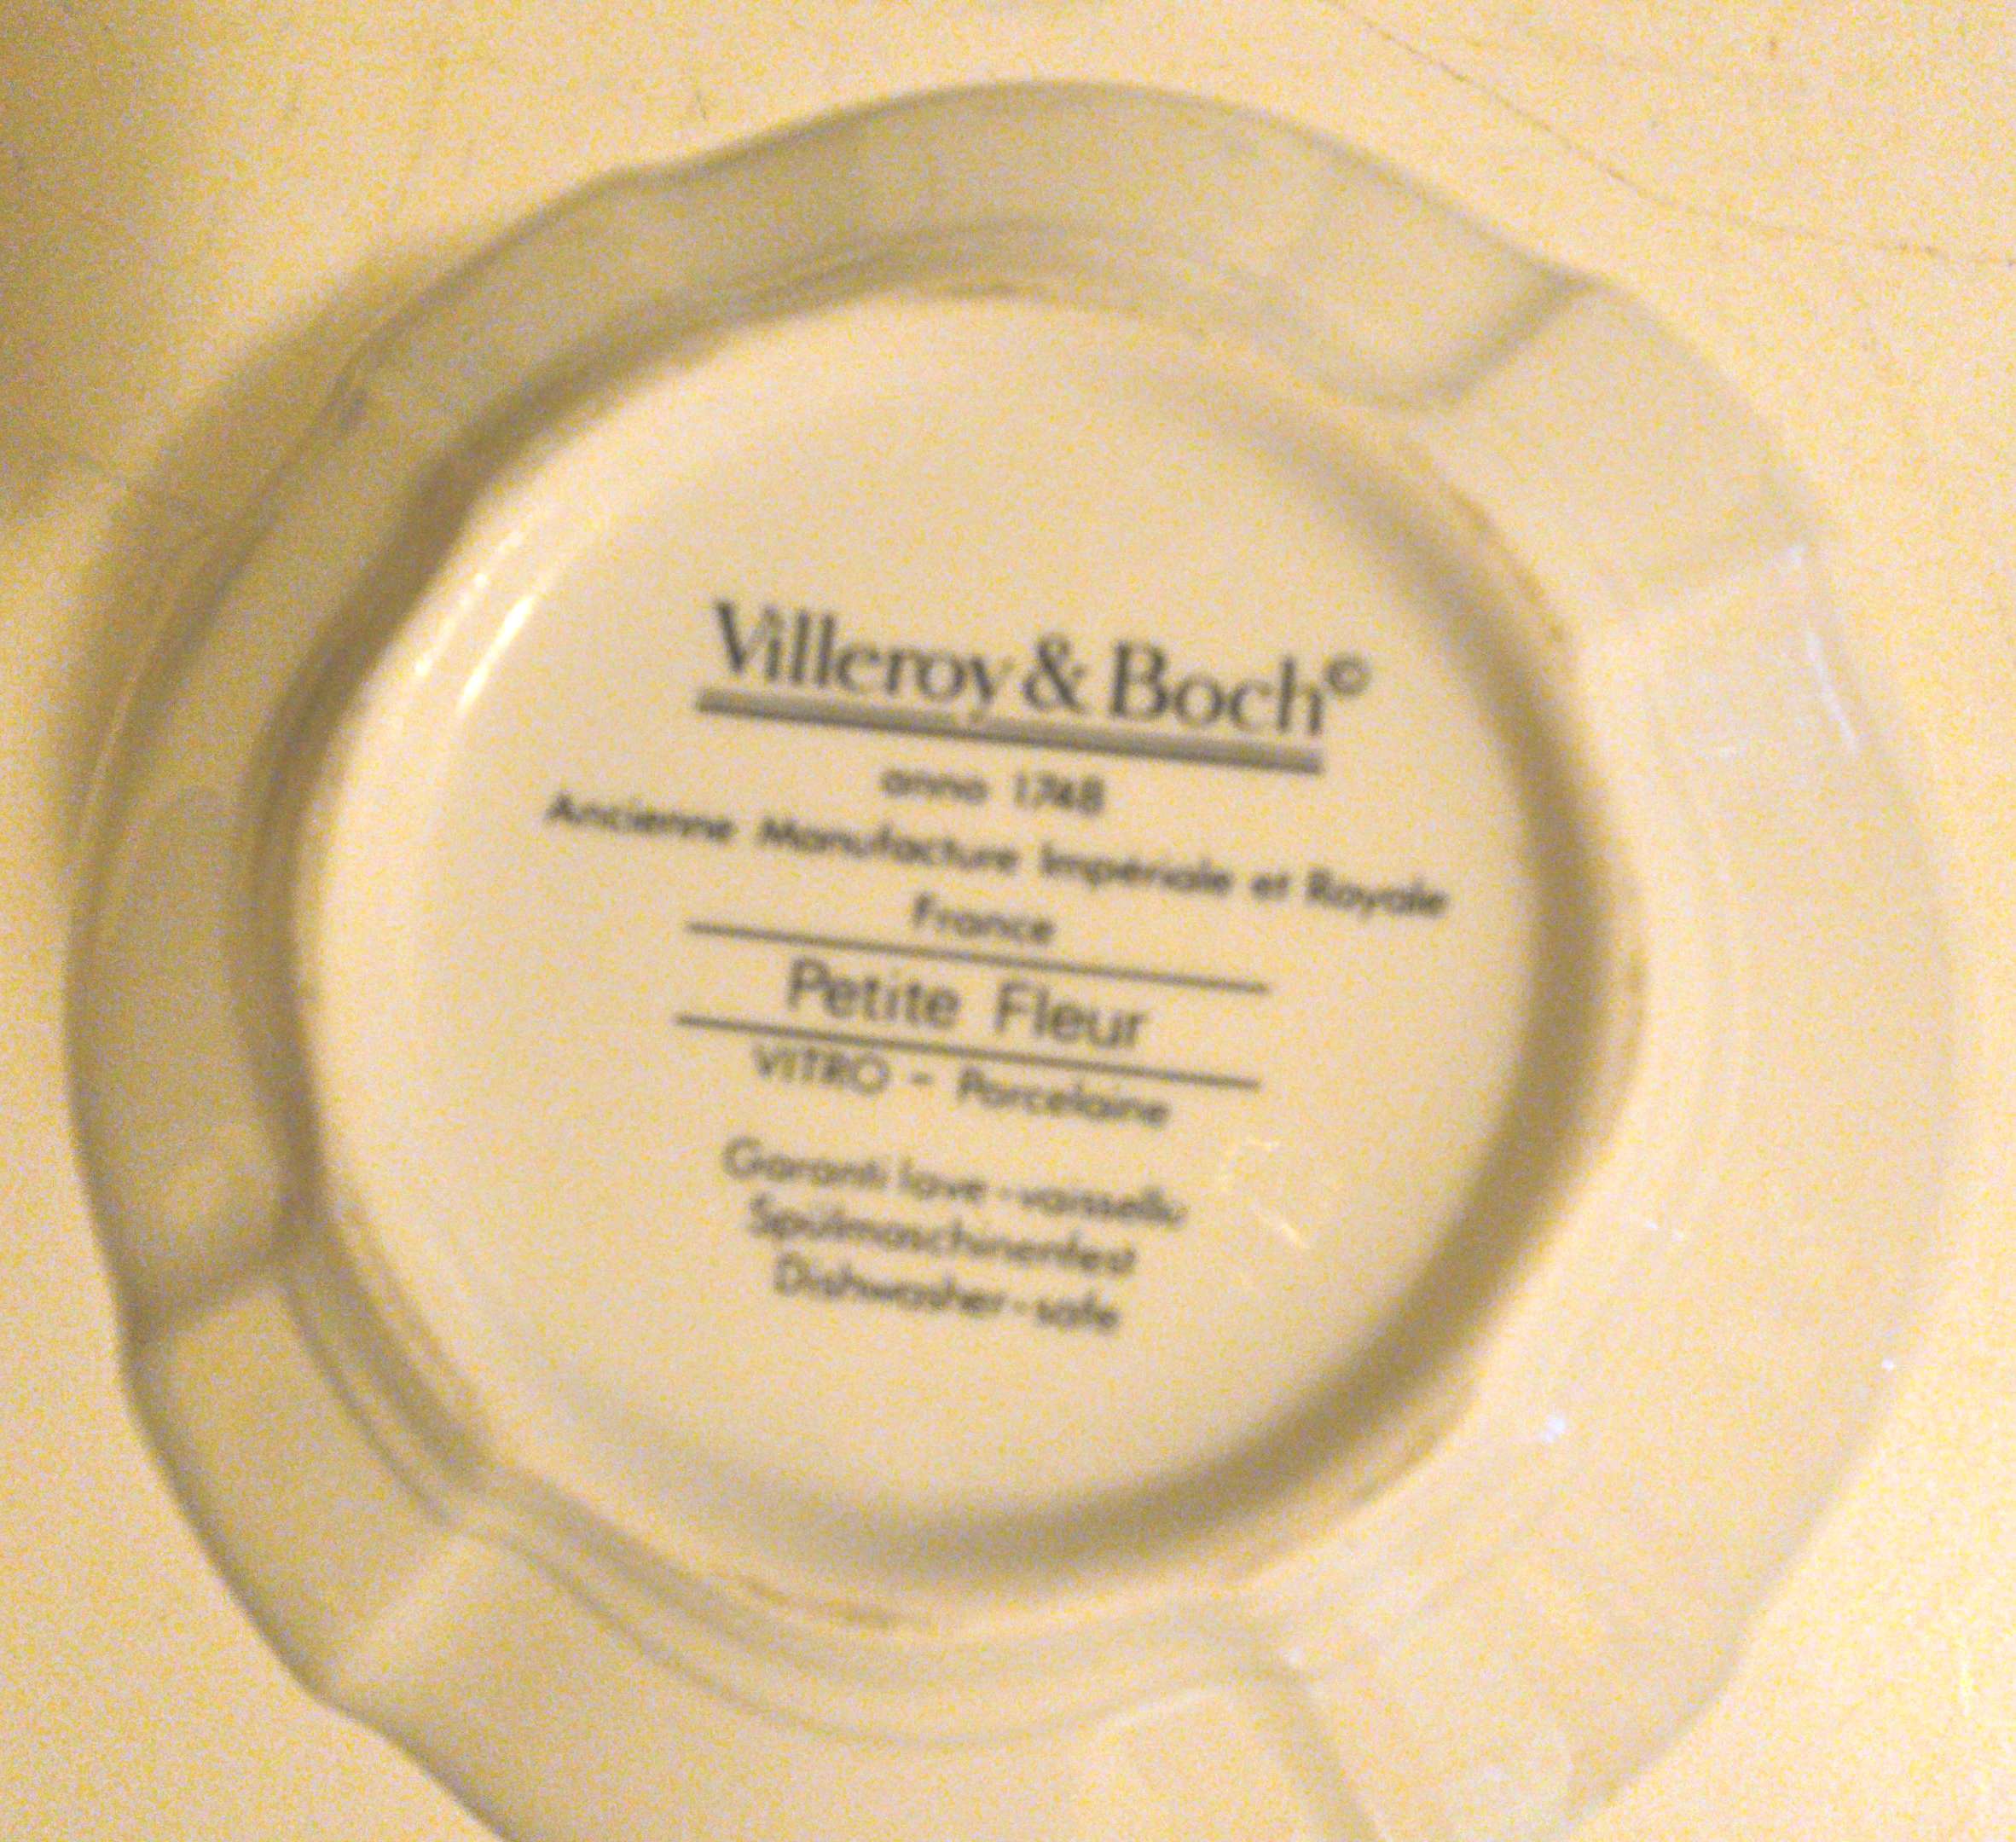 Villeroy & Boch©
anno 1748
Ancienne Manufacture Impériale et Royale
France
Petite Fleur
VITRO - Porcelaine
Garanti lave-vaisselle
Spülmaschinenfest
Dishwasher-safe